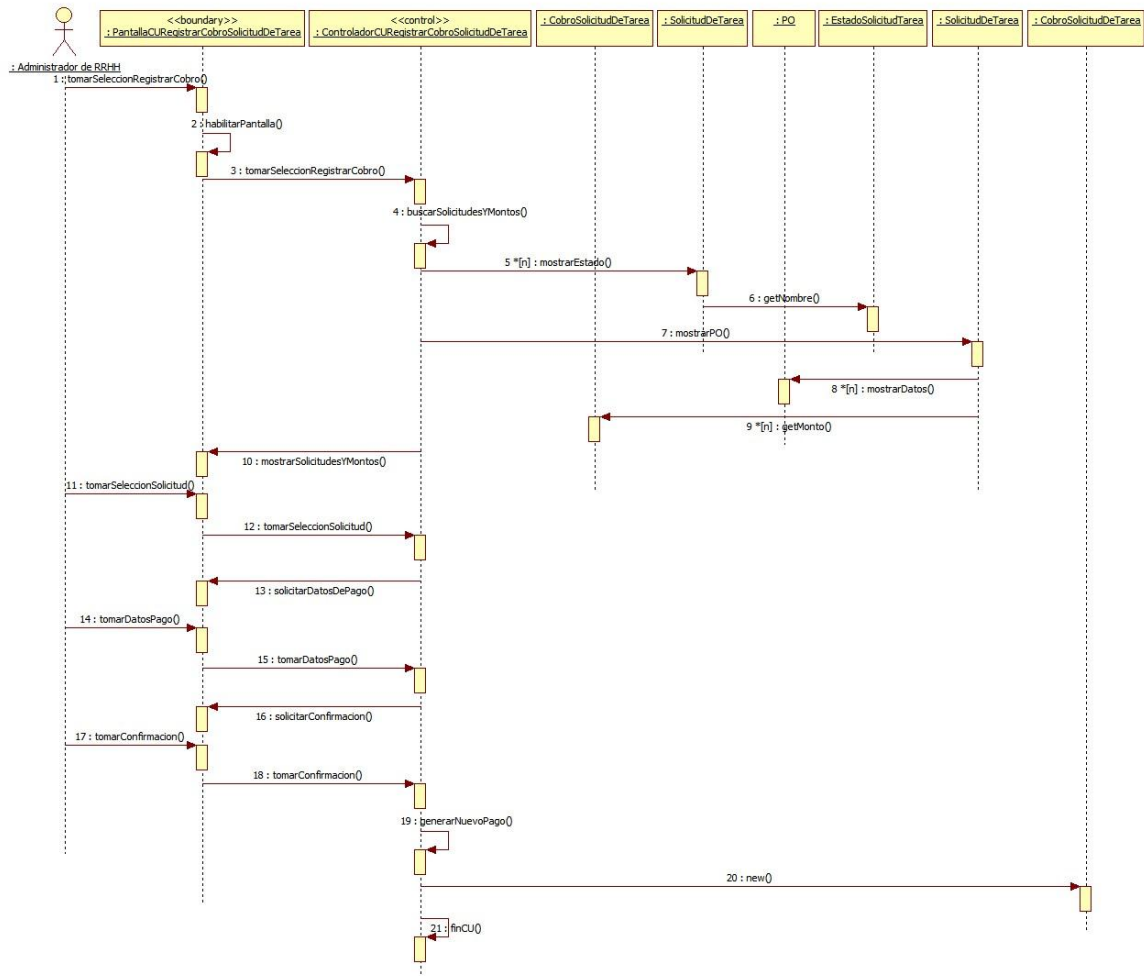 <<boundary>>
: PantallaCURegistrarCobroSolicitudDeTarea
<<control>>
: ControladorCURegistrarCobroSolicitudDeTarea
: CobroSolicitudDeTarea
: SolicitudDeTarea
: PO
: EstadoSolicitudTarea
: SolicitudDeTarea
: CobroSolicitudDeTarea
: Administrador de RRHH
1 : tomarSeleccionRegistrarCobro()
2 : habilitarPantalla()
3 : tomarSeleccionRegistrarCobro()
4 : buscarSolicitudesYMontos()
5 *[n] : mostrarEstado()
6 : getNombre()
7 : mostrarPO()
8 *[n] : mostrarDatos()
9 *[n] : getMonto()
10 : mostrarSolicitudesYMontos()
11 : tomarSeleccionSolicitud()
12 : tomarSeleccionSolicitud()
13 : solicitarDatosDePago()
14 : tomarDatosPago()
15 : tomarDatosPago()
16 : solicitarConfirmacion()
17 : tomarConfirmacion()
18 : tomarConfirmacion()
19 : generarNuevoPago()
20 : new()
21 : finCU()